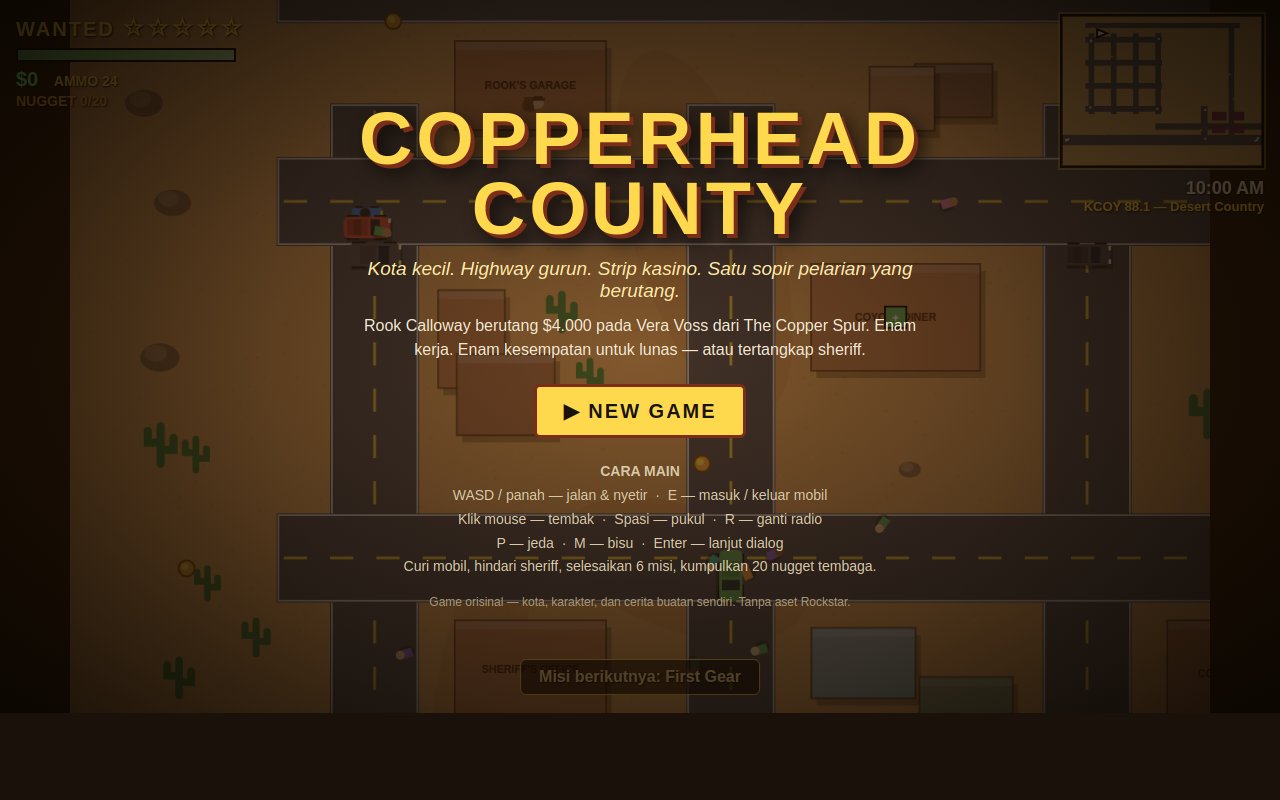 WANTED ☆☆☆☆☆
$0 AMMO 24
NUGGET 0/20
ROOK'S GARAGE
10:00 AM
KCOY 88.1 — Desert Country
COPPERHEAD
COUNTY
Kota kecil. Highway gurun. Strip kasino. Satu sopir pelarian yang
berutang.
Rook Calloway berutang $4.000 pada Vera Voss dari The Copper Spur. Enam
kerja. Enam kesempatan untuk lunas — atau tertangkap sheriff.
DINER
▶ NEW GAME
CARA MAIN
WASD / panah — jalan & nyetir · E — masuk / keluar mobil
Klik mouse — tembak · Spasi — pukul · R — ganti radio
P — jeda · M — bisu · Enter — lanjut dialog
Curi mobil, hindari sheriff, selesaikan 6 misi, kumpulkan 20 nugget tembaga.
Game orisinal — kota, karakter, dan cerita buatan sendiri. Tanpa aset Rockstar.
Misi berikutnya: First Gear